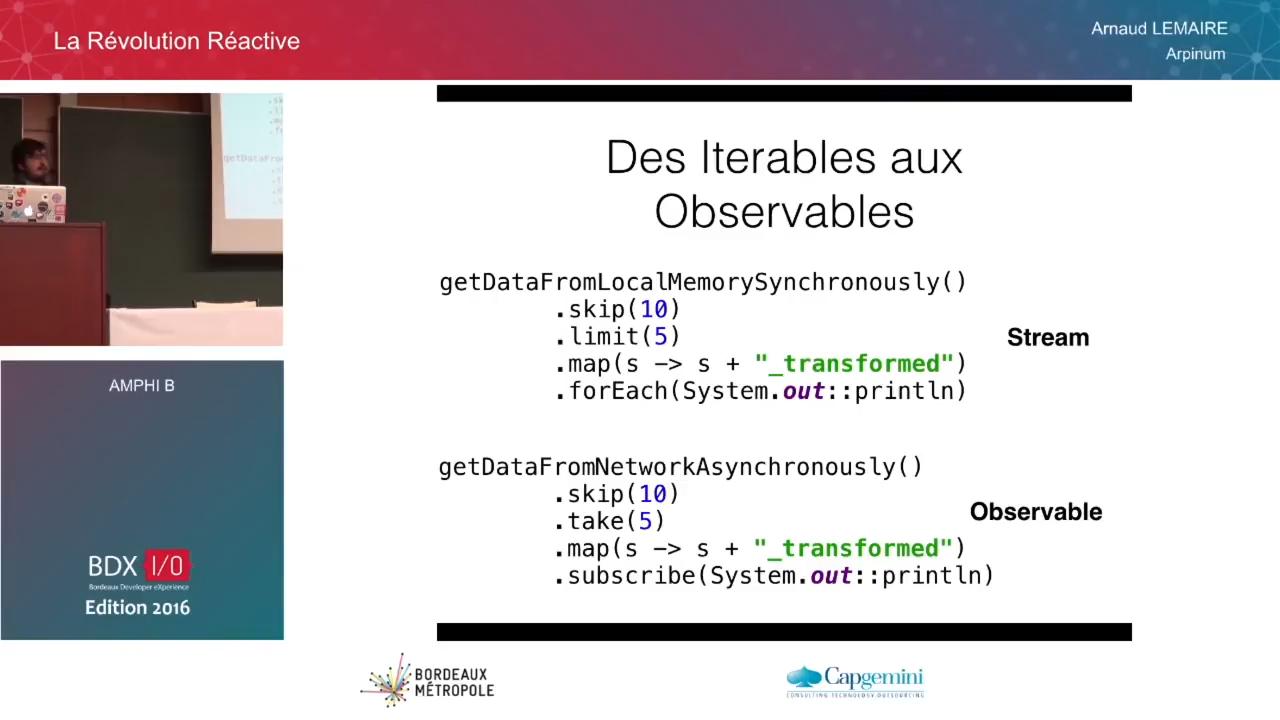 La Révolution Réactive
Arnaud LEMAIRE
Arpinum
Des Iterables aux
Observables
getDataFromLocalMemorySynchronously()
.skip(10)
.limit(5)
.map(s -> s + "_transformed")
.forEach(System.out::println)
Stream
getDataFromNetworkAsynchronously()
.skip(10)
.take(5)
.map(s -> s + "_transformed")
.subscribe(System.out::println)
Observable
AMPHI B
BDX I/O
Bordeaux Developer eXperience
Edition 2016
BORDEAUX
MÉTROPOLE
Capgemini
CONSULTING.TECHNOLOGY.OUTSOURCING